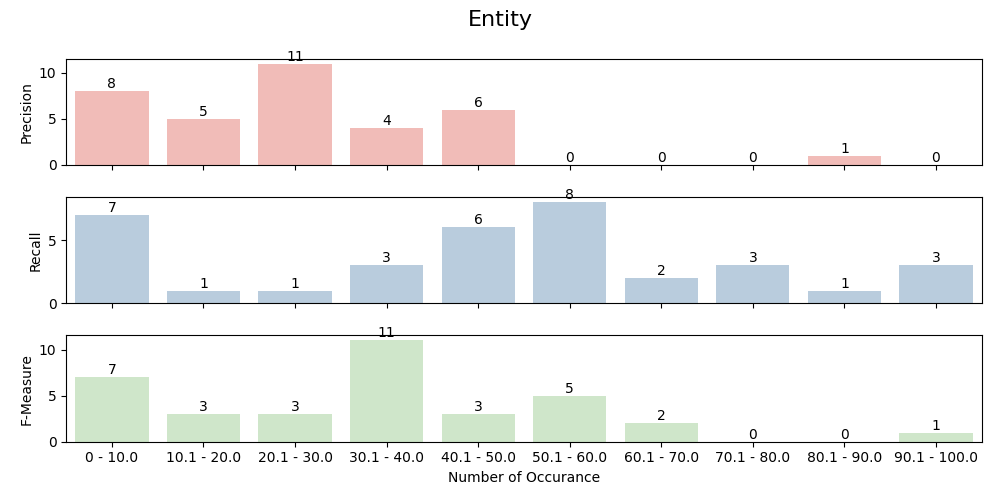 Entity
Precision
10
5
0
8
5
11
4
6
0
0
0
1
0
Recall
5
0
7
1
1
3
6
8
2
3
1
3
F-Measure
10
5
0
7
3
3
11
3
5
2
0
0
1
0 - 10.0
10.1 - 20.0
20.1 - 30.0
30.1 - 40.0
40.1 - 50.0
50.1 - 60.0
60.1 - 70.0
70.1 - 80.0
80.1 - 90.0
90.1 - 100.0
Number of Occurance